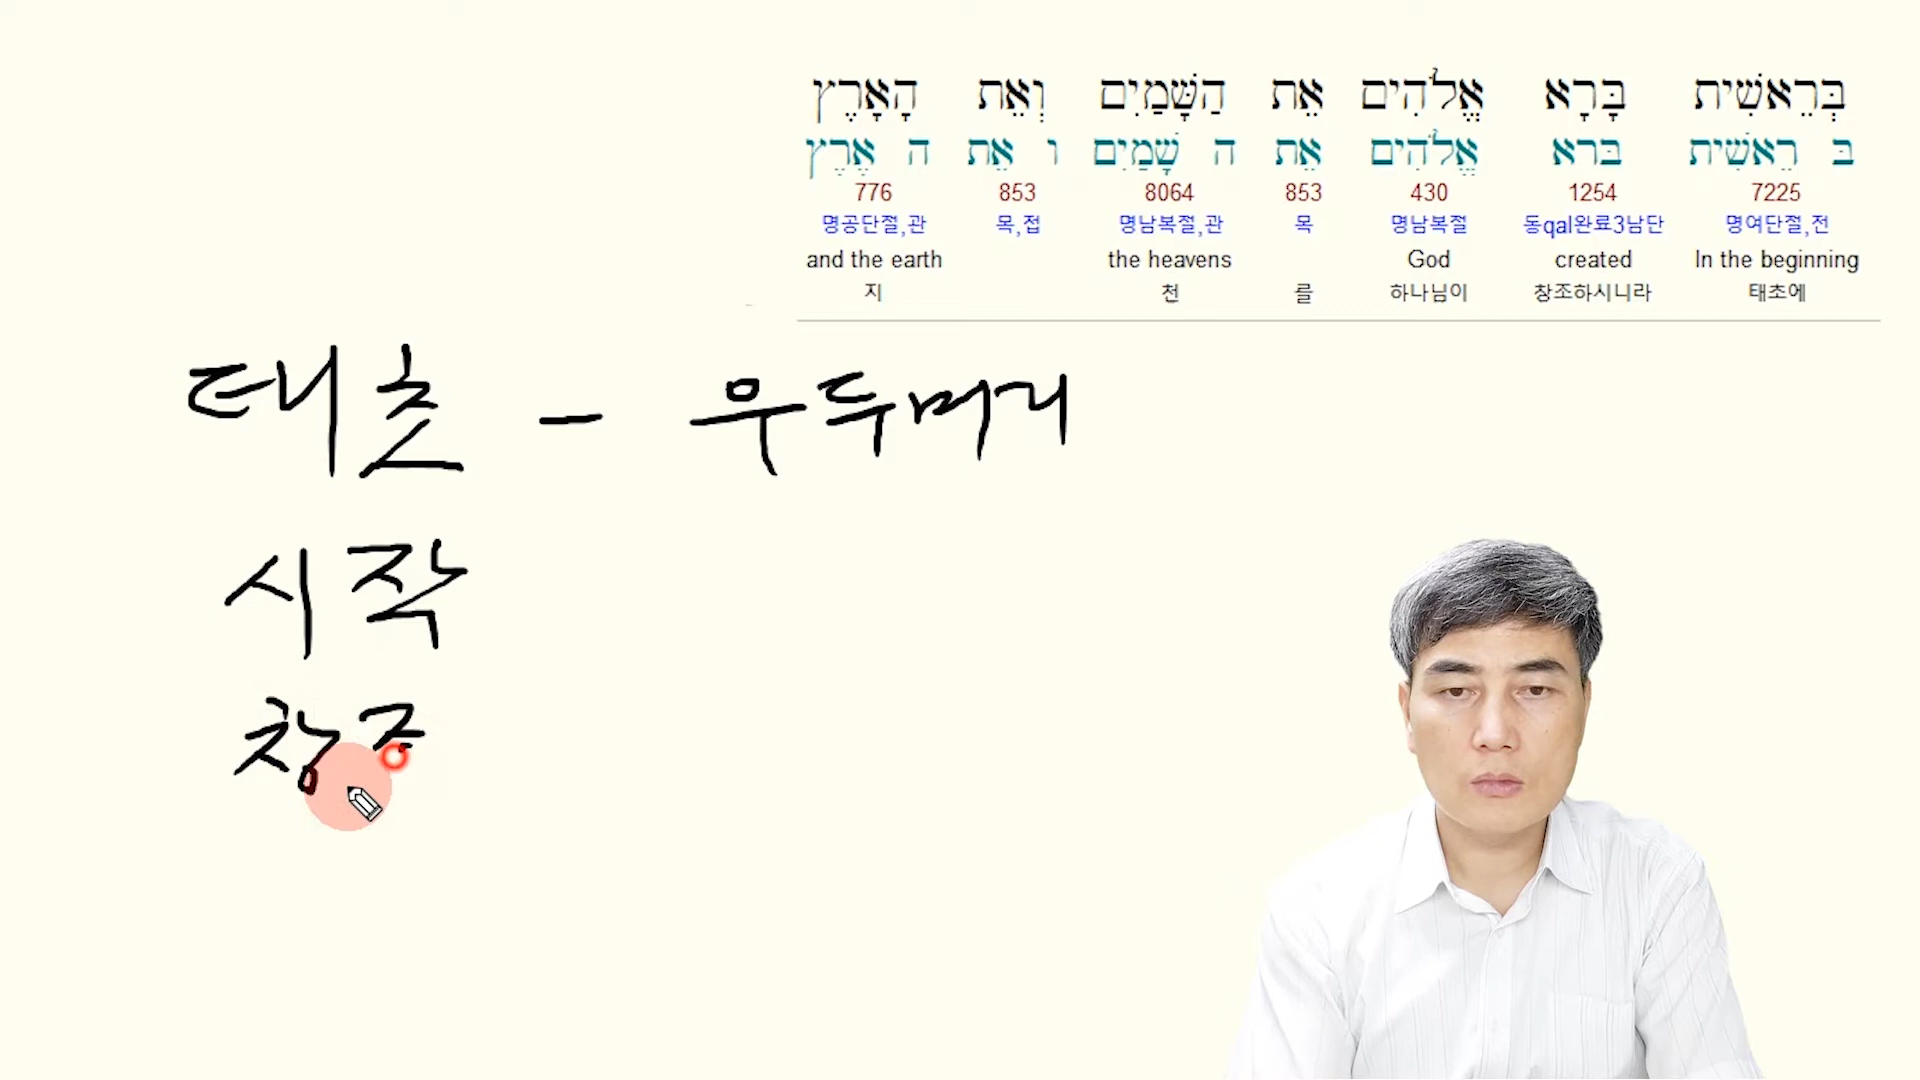 בְּרֵאשִׁית בָּרָא אֱלֹהִים אֵת הַשָּׁמַיִם וְאֵת הָאָרֶץ
בּ רֵאשִׁית בּרא אֱלֹהִים אֵת ה שָׁמַיִם ו אֵת ה אֶרֶץ
776 853 8064 853 430 1254 7225
명공단절,관 목,접 명남복절,관 목 명남복절 동qal완료3남단 명여단절,전
and the earth the heavens God created In the beginning
지 천 를 하나님이 창조하시니라 태초에
태초 - 우두머리
시작
창조